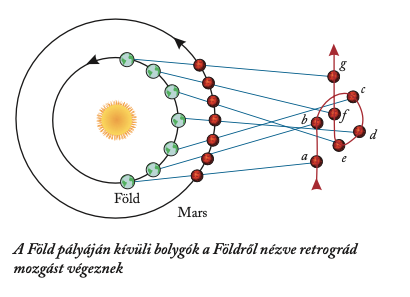 g
c
b
f
d
e
a
Föld
Mars
A Föld pályáján kívüli bolygók a Földről nézve retrográd
mozgást végeznek